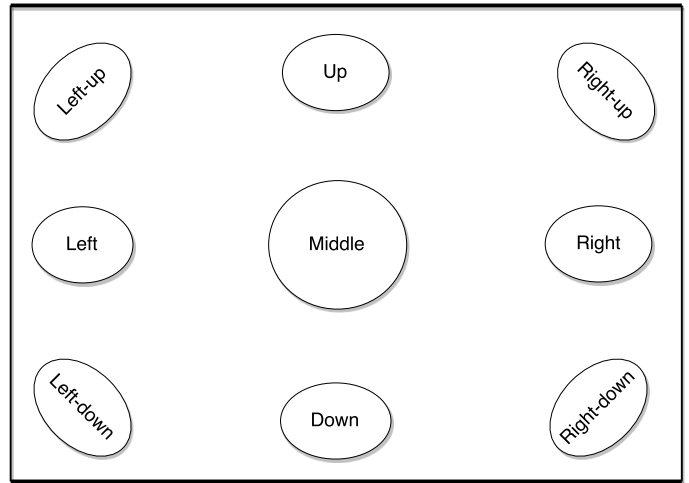 Left-up
Up
Right-up
Left
Middle
Right
Left-down
Down
Right-down